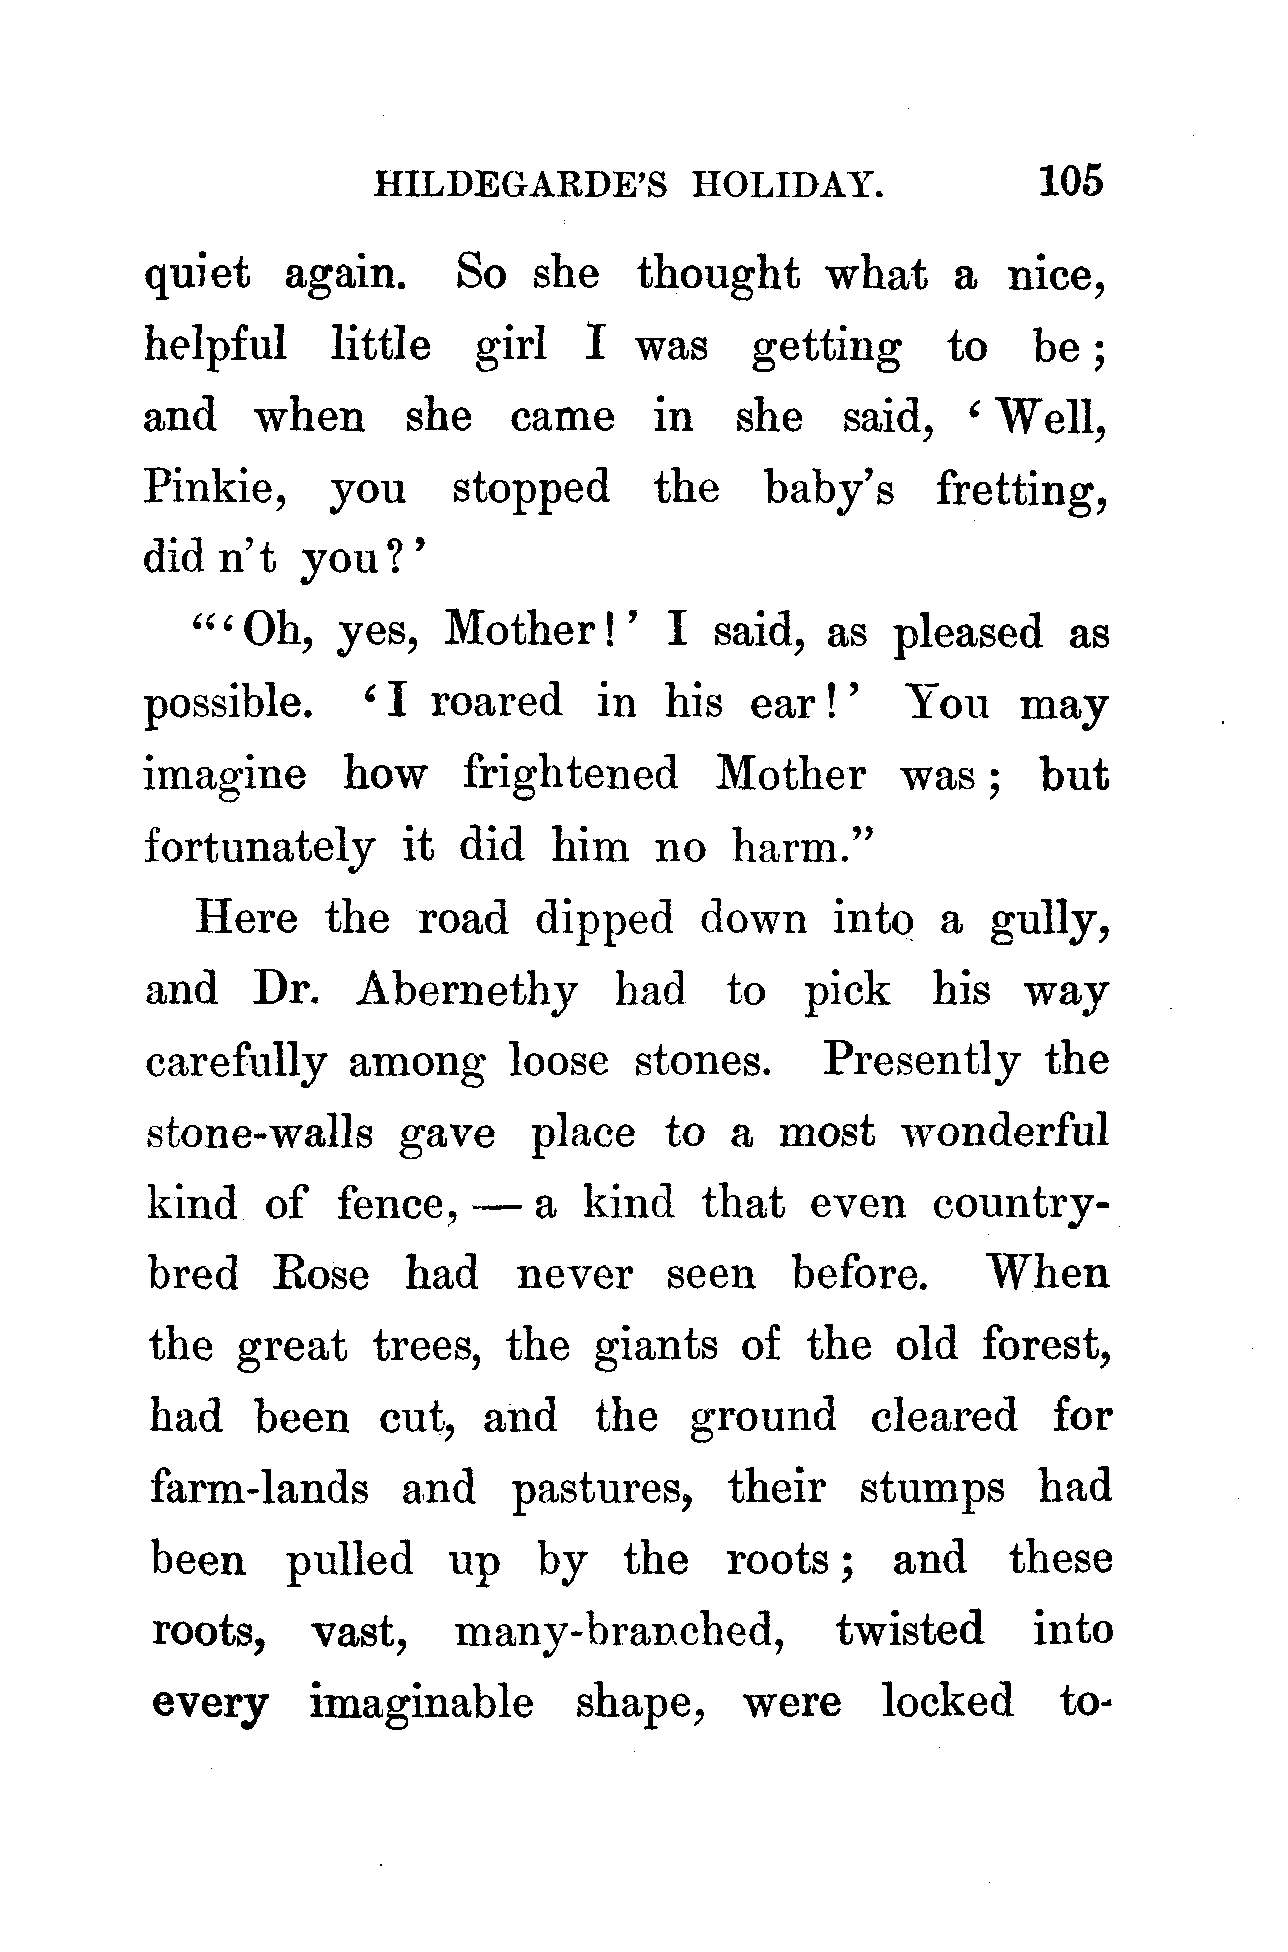 HILDEGARDE'S HOLIDAY. 105
quiet again. So she thought what a nice,
helpful little girl I was getting to be;
and when she came in she said, 'Well,
Pinkie, you stopped the baby's fretting,
did n't you?'
"'Oh, yes, Mother!' I said, as pleased as
possible. 'I roared in his ear!' You may
imagine how frightened Mother was; but
fortunately it did him no harm."
Here the road dipped down into a gully,
and Dr. Abernethy had to pick his way
carefully among loose stones. Presently the
stone-walls gave place to a most wonderful
kind of fence, — a kind that even country-
bred Rose had never seen before. When
the great trees, the giants of the old forest,
had been cut, and the ground cleared for
farm-lands and pastures, their stumps had
been pulled up by the roots; and these
roots, vast, many-branched, twisted into
every imaginable shape, were locked to-